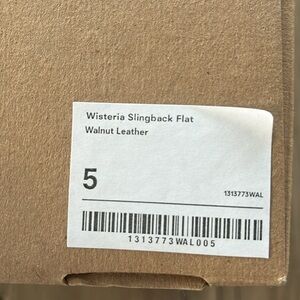 Wisteria Slingback Flat
Walnut Leather
5
1313773WAL
1313773WAL005